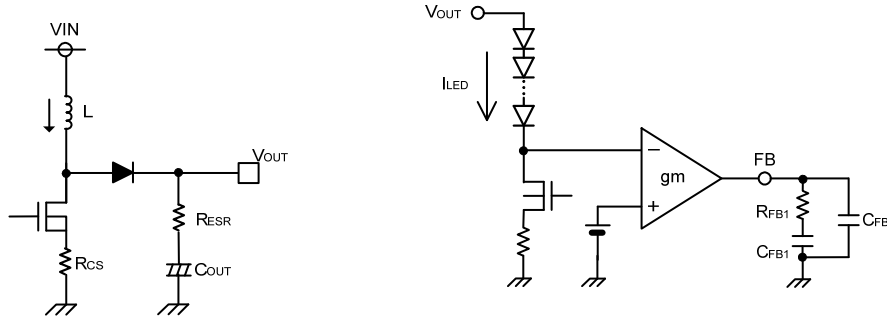 VIN
L
VOUT
RESR
RCS
COUT
VOUT
ILED
gm
FB
RFB1
CFB1
CFB